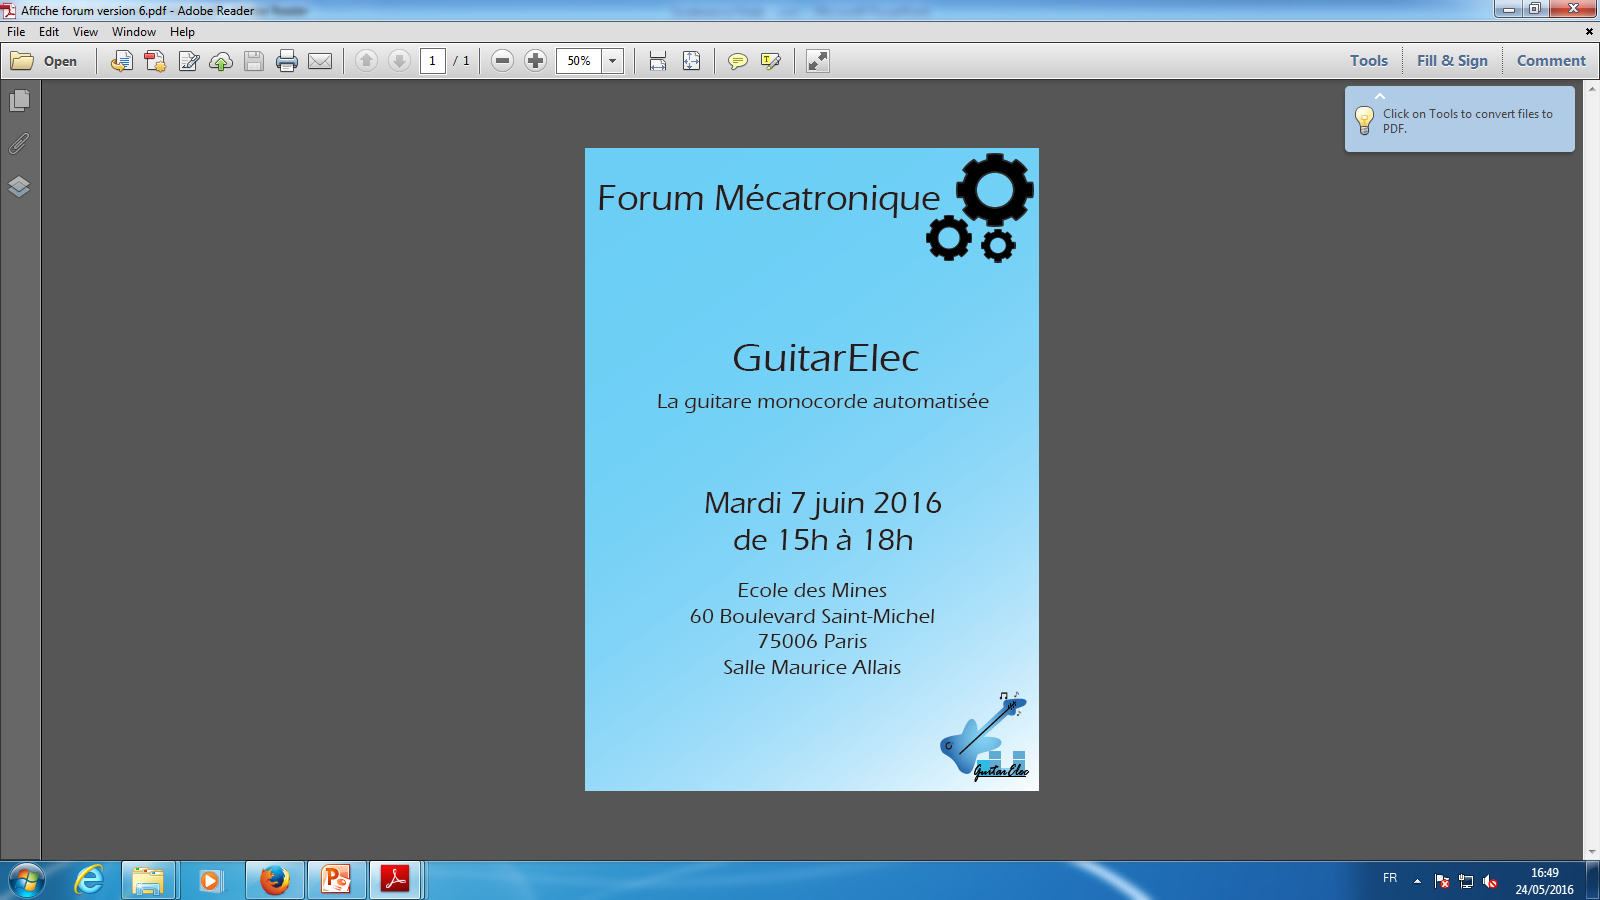 Affiche forum version 6.pdf - Adobe Reader
File Edit View Window Help
Open
1 / 1
50%
Tools Fill & Sign Comment
Click on Tools to convert files to
PDF.
Forum Mécatronique
GuitarElec
La guitare monocorde automatisée
Mardi 7 juin 2016
de 15h à 18h
Ecole des Mines
60 Boulevard Saint-Michel
75006 Paris
Salle Maurice Allais
GuitarElec
FR
16:49
24/05/2016